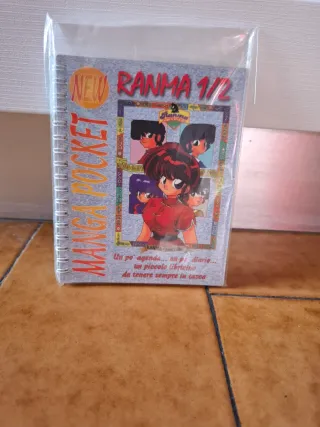 NEW
RANMA 1/2
MANGA POCKET
Un po' agenda... un po' diario...
un piccolo libricino
da tenere sempre in tasca